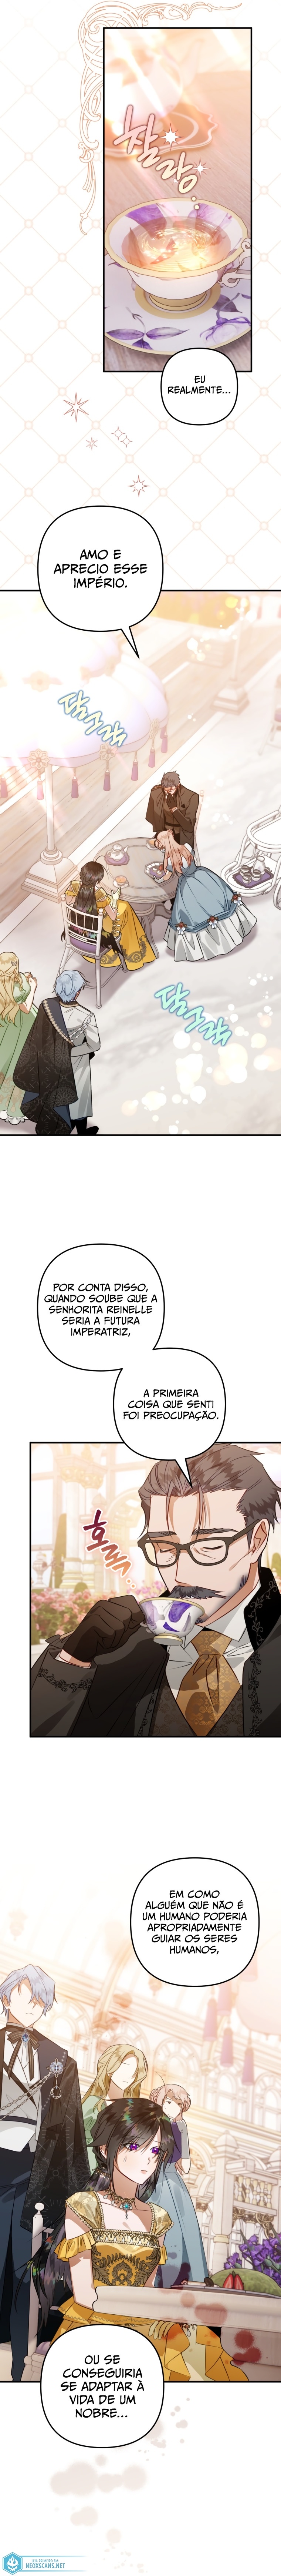 찰랑
EU
REALMENTE...
AMO E
APRECIO ESSE
IMPÉRIO.
POR CONTA DISSO,
QUANDO SOUBE QUE A
SENHORITA REINELLE
SERIA A FUTURA
IMPERATRIZ,
A PRIMEIRA
COISA QUE SENTI
FOI PREOCUPAÇÃO.
EM COMO
ALGUÉM QUE NÃO É
UM HUMANO PODERIA
APROPRIADAMENTE
GUIAR OS SERES
HUMANOS,
OU SE
CONSEGUIRIA
SE ADAPTAR À
VIDA DE UM
NOBRE...
NEOXSCANS.NET